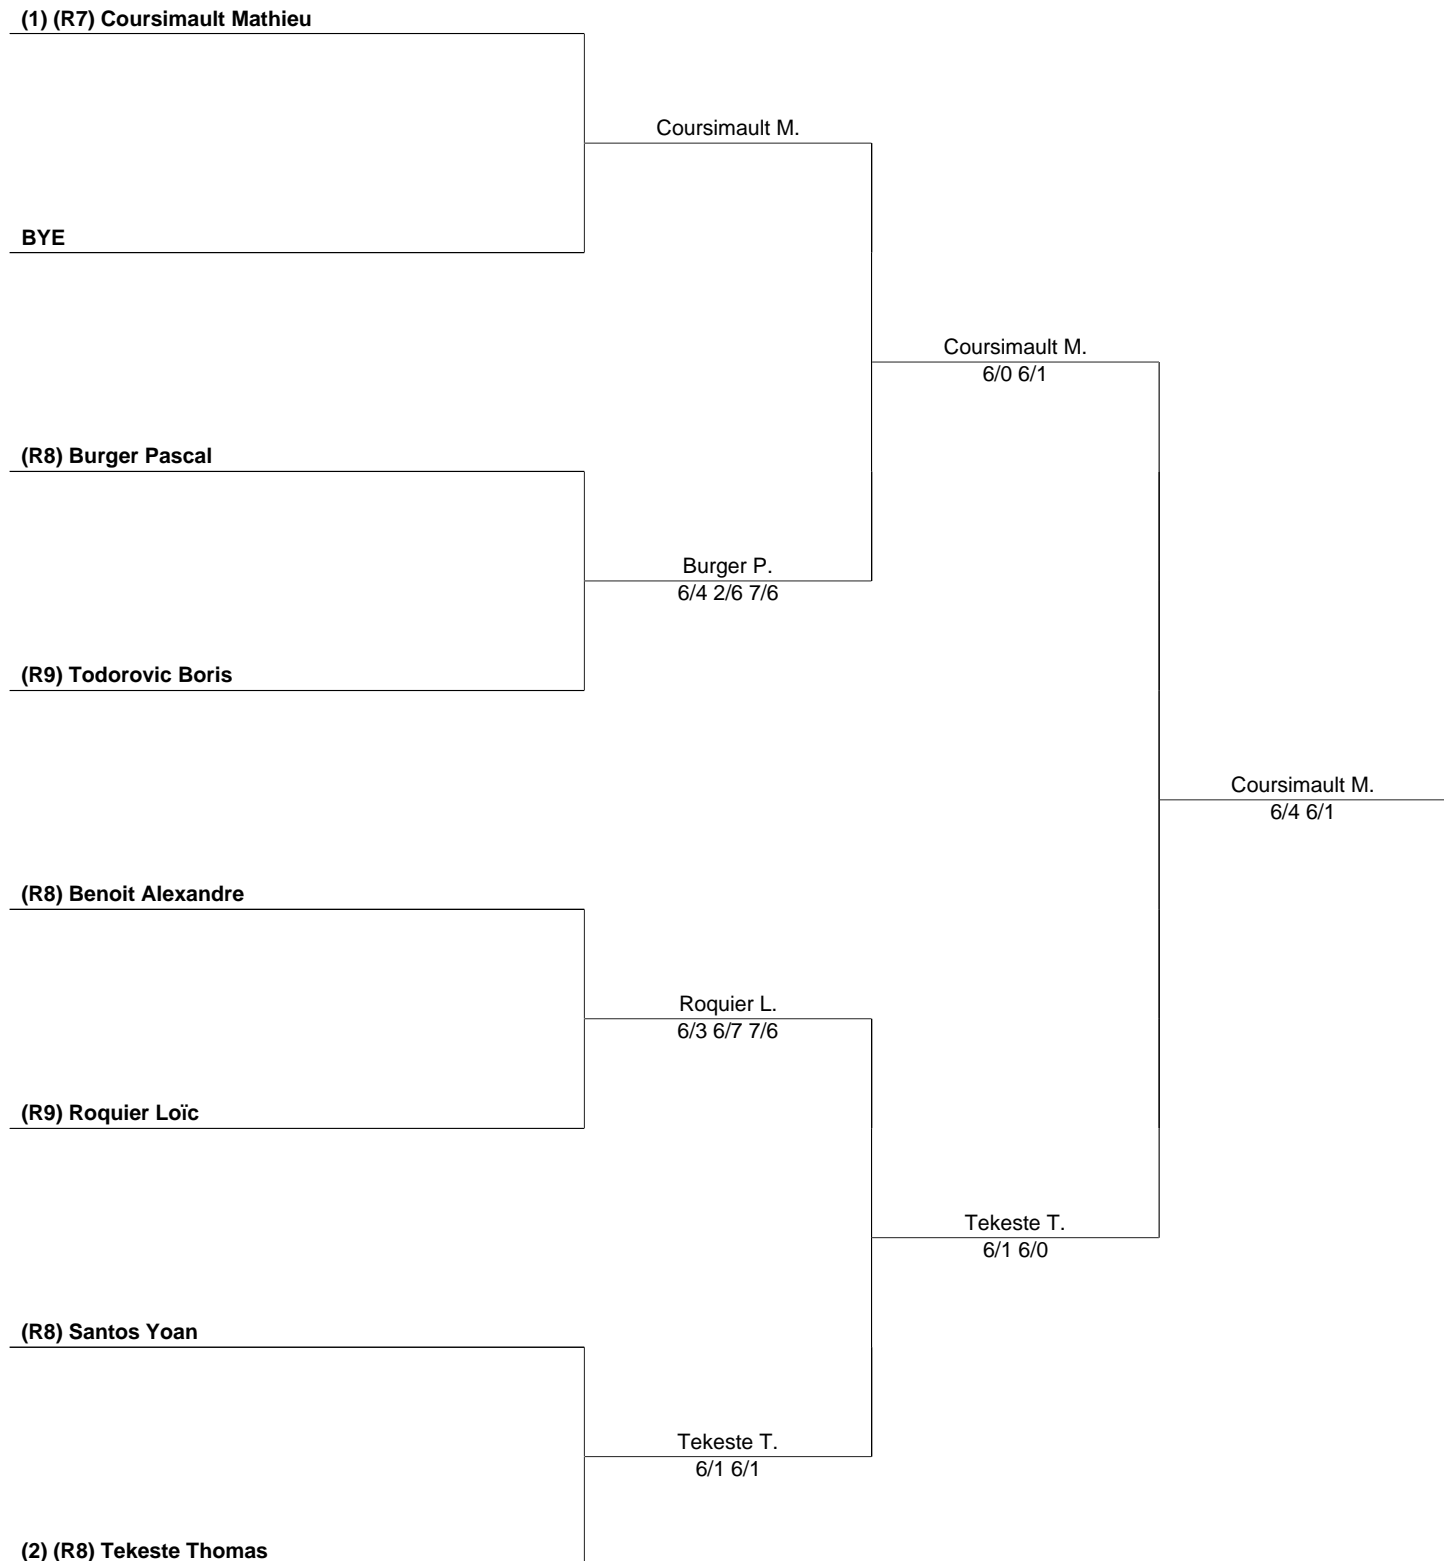 (1) (R7) Coursimault Mathieu
Coursimault M.
BYE
Coursimault M.
6/0 6/1
(R8) Burger Pascal
Burger P.
6/4 2/6 7/6
(R9) Todorovic Boris
Coursimault M.
6/4 6/1
(R8) Benoit Alexandre
Roquier L.
6/3 6/7 7/6
(R9) Roquier Loïc
Tekeste T.
6/1 6/0
(R8) Santos Yoan
Tekeste T.
6/1 6/1
(2) (R8) Tekeste Thomas